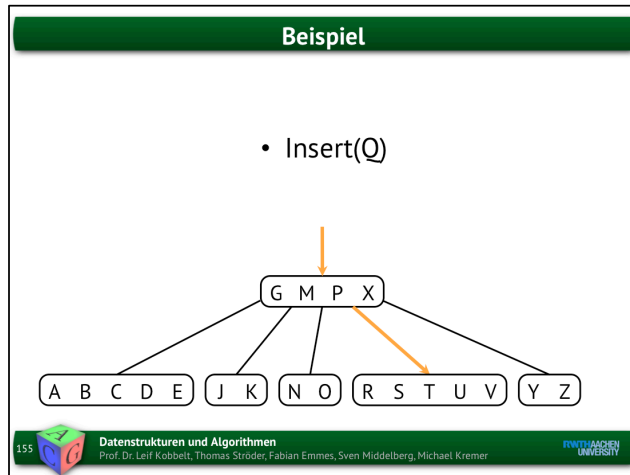 Beispiel
• Insert(Q)
G M P X
A B C D E J K N O R S T U V Y Z
155 A C G Datenstrukturen und Algorithmen
Prof. Dr. Leif Kobbelt, Thomas Ströder, Fabian Emmes, Sven Middelberg, Michael Kremer
RWTHAACHEN
UNIVERSITY